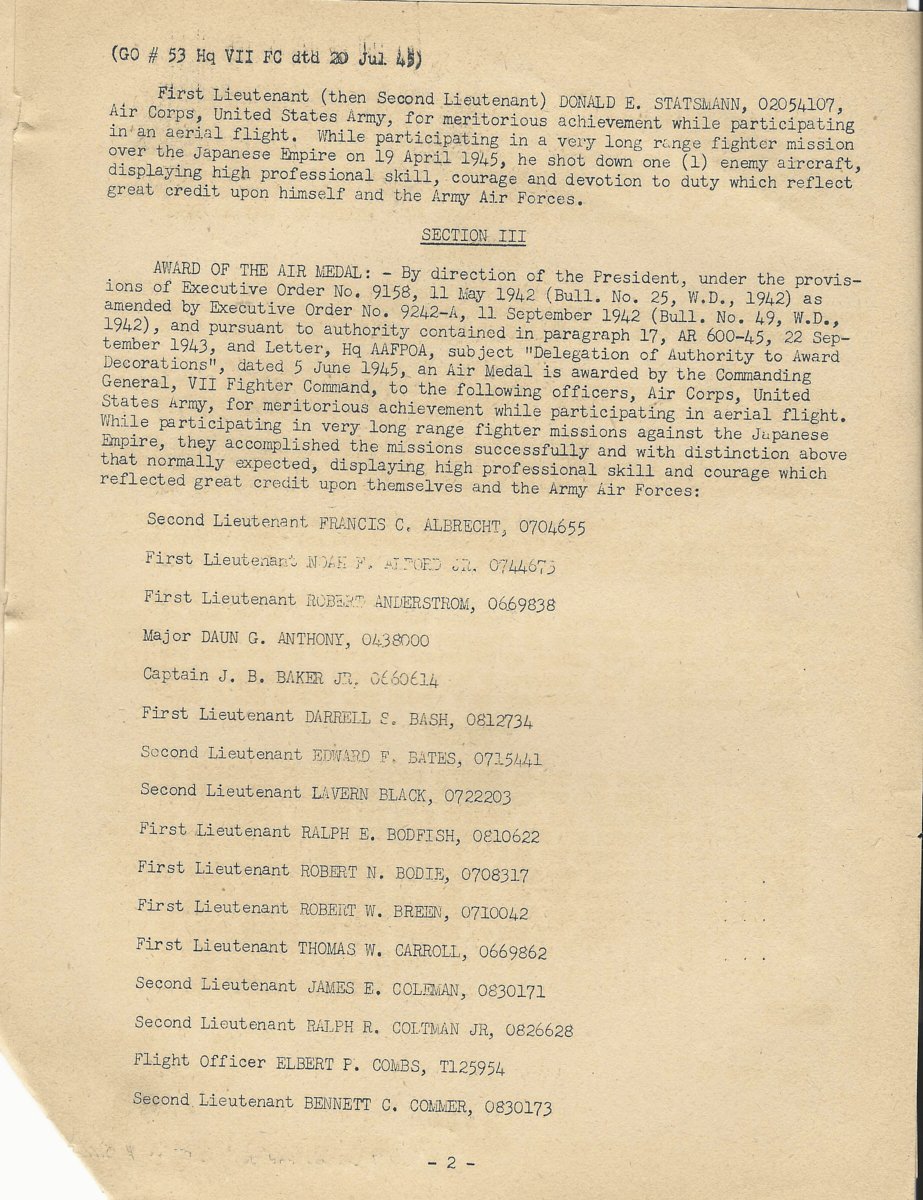 (GO # 53 Hq VII FC dtd 20 Jul 45)
First Lieutenant (then Second Lieutenant) DONALD E. STATSMANN, 02054107,
Air Corps, United States Army, for meritorious achievement while participating
in an aerial flight. While participating in a very long range fighter mission
over the Japanese Empire on 19 April 1945, he shot down one (1) enemy aircraft,
displaying high professional skill, courage and devotion to duty which reflect
great credit upon himself and the Army Air Forces.
SECTION III
AWARD OF THE AIR MEDAL: - By direction of the President, under the provis-
ions of Executive Order No. 9158, 11 May 1942 (Bull. No. 25, W.D., 1942) as
amended by Executive Order No. 9242-A, 11 September 1942 (Bull. No. 49, W.D.,
1942), and pursuant to authority contained in paragraph 17, AR 600-45, 22 Sep-
tember 1943, and Letter, Hq AAFPOA, subject "Delegation of Authority to Award
Decorations", dated 5 June 1945, an Air Medal is awarded by the Commanding
General, VII Fighter Command, to the following officers, Air Corps, United
States Army, for meritorious achievement while participating in aerial flight.
While participating in very long range fighter missions against the Japanese
Empire, they accomplished the missions successfully and with distinction above
that normally expected, displaying high professional skill and courage which
reflected great credit upon themselves and the Army Air Forces:
Second Lieutenant FRANCIS C. ALBRECHT, 0704655
First Lieutenant NOAH F. ALFORD JR. 0744673
First Lieutenant ROBERT ANDERSTROM, 0669838
Major DAUN G. ANTHONY, 0438000
Captain J. B. BAKER JR. 0660614
First Lieutenant DARRELL S. BASH, 0812734
Second Lieutenant EDWARD F. BATES, 0715441
Second Lieutenant LAVERN BLACK, 0722203
First Lieutenant RALPH E. BODFISH, 0810622
First Lieutenant ROBERT N. BODIE, 0708317
First Lieutenant ROBERT W. BREEN, 0710042
First Lieutenant THOMAS W. CARROLL, 0669862
Second Lieutenant JAMES E. COLEMAN, 0830171
Second Lieutenant RALPH R. COLTMAN JR, 0826628
Flight Officer ELBERT P. COMBS, T125954
Second Lieutenant BENNETT C. COMMER, 0830173
- 2 -